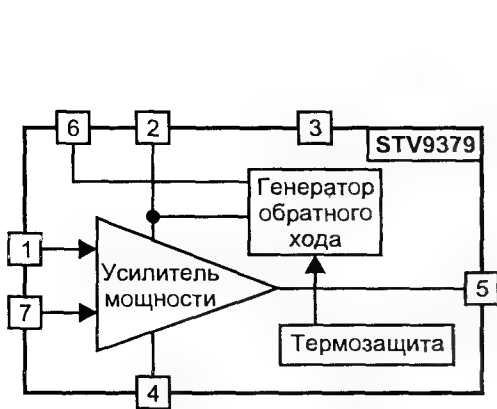 6
2
3
STV9379
Генератор
обратного
хода
1
Усилитель
мощности
7
5
Термозащита
4